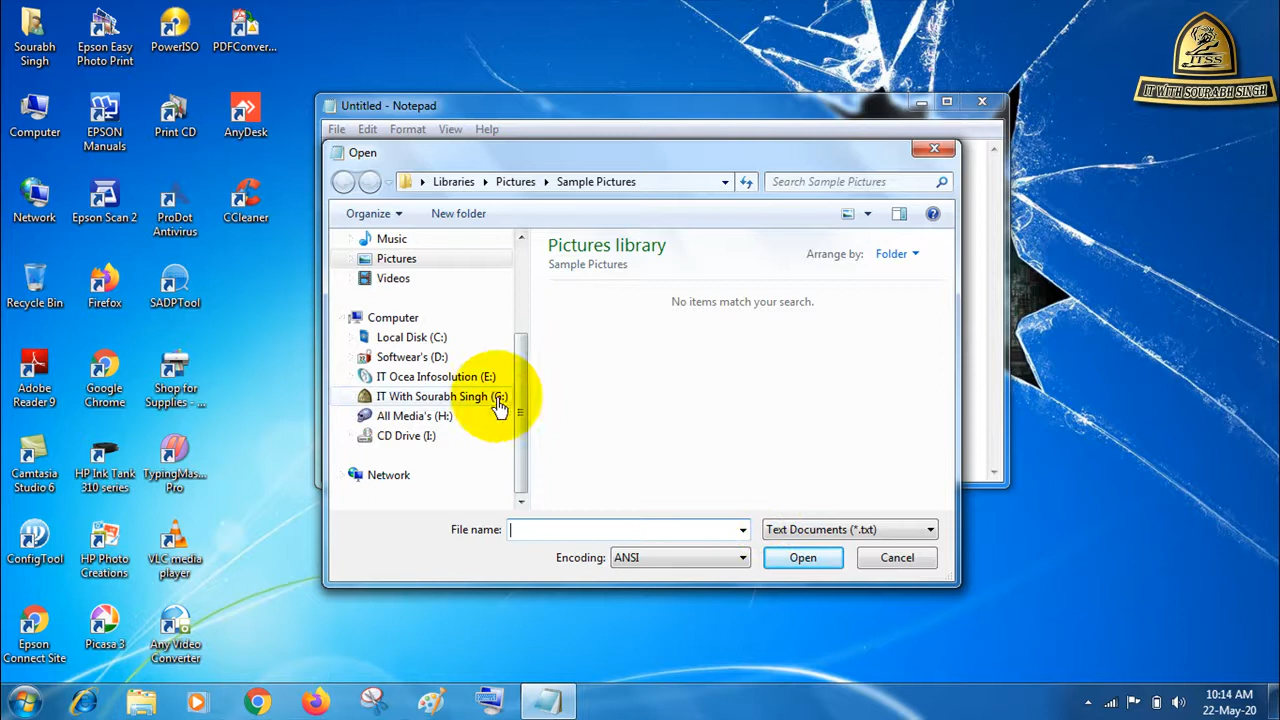 Sourabh Singh
Epson Easy Photo Print
PowerISO
PDFConver...
ITSS
IT WITH SOURABH SINGH
Computer
EPSON Manuals
Print CD
AnyDesk
Network
Epson Scan 2
ProDot Antivirus
CCleaner
Recycle Bin
Firefox
SADPTool
Adobe Reader 9
Google Chrome
Shop for Supplies - ...
Camtasia Studio 6
HP Ink Tank 310 series
TypingMas... Pro
ConfigTool
HP Photo Creations
VLC media player
Epson Connect Site
Picasa 3
Any Video Converter
Untitled - Notepad
File Edit Format View Help
Open
Libraries Pictures Sample Pictures
Search Sample Pictures
Organize New folder
Music
Pictures
Videos
Computer
Local Disk (C:)
Softwear's (D:)
IT Ocea Infosolution (E:)
IT With Sourabh Singh (G:)
All Media's (H:)
CD Drive (I:)
Network
Pictures library
Sample Pictures
Arrange by: Folder
No items match your search.
File name:
Text Documents (*.txt)
Encoding: ANSI
Open Cancel
10:14 AM
22-May-20